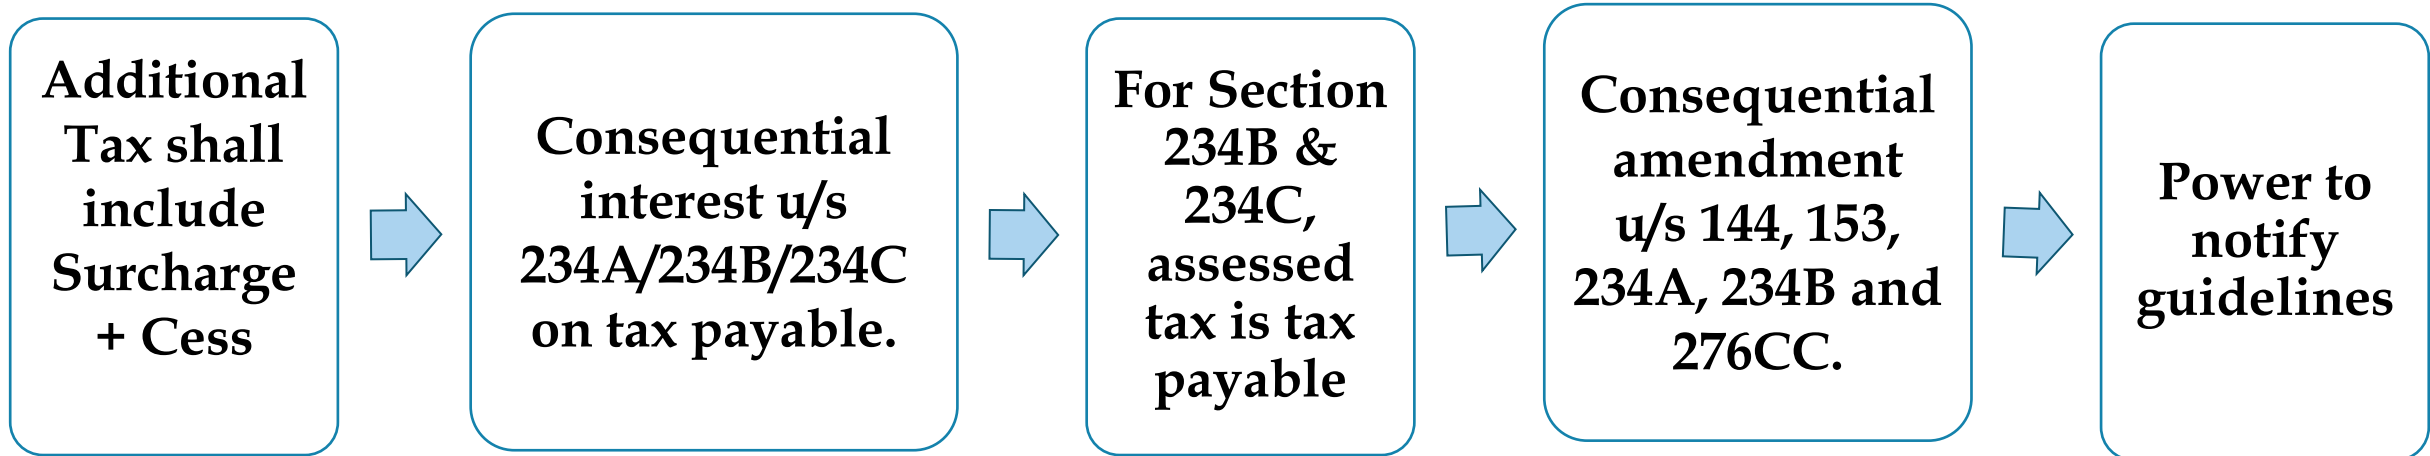 Additional
Tax shall
include
Surcharge
+ Cess
Consequential
interest u/s
234A/234B/234C
on tax payable.
For Section
234B &
234C,
assessed
tax is tax
payable
Consequential
amendment
u/s 144, 153,
234A, 234B and
276CC.
Power to
notify
guidelines